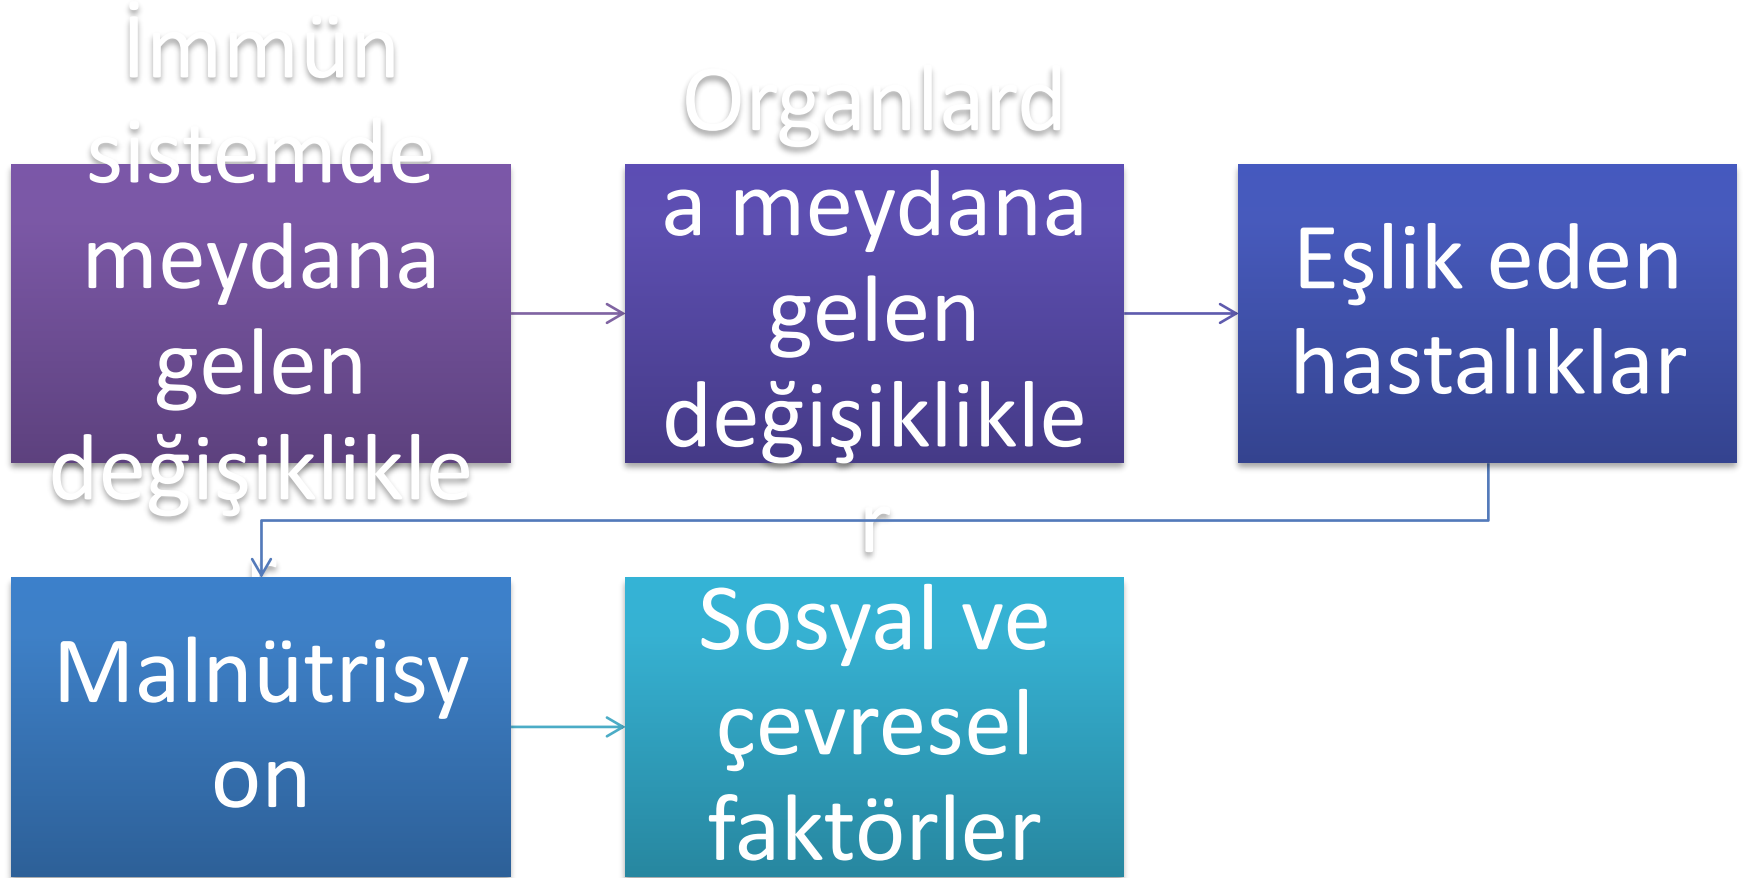 İmmün
sistemde
meydana
gelen
değişiklikle
r
Organlard
a meydana
gelen
değişiklikle
r
Eşlik eden
hastalıklar
Malnütrisy
on
Sosyal ve
çevresel
faktörler